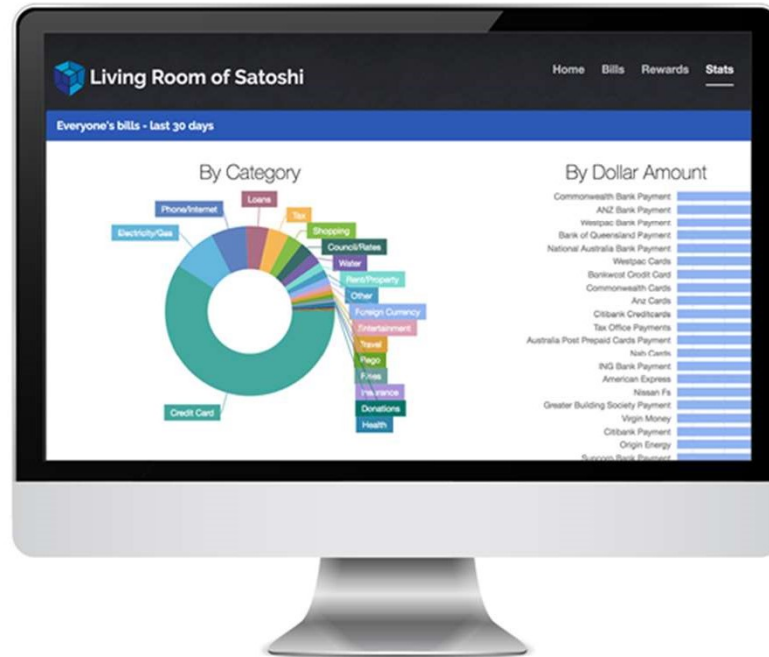 Living Room of Satoshi
Home Bills Rewards Stats
Everyone's bills - last 30 days
By Category
Loans
Phone/Internet
Tax
Electricity/Gas
Shopping
Council/Rates
Water
Rent/Property
Other
Foreign Currency
Entertainment
Travel
Rego
Fines
Insurance
Donations
Health
Credit Card
By Dollar Amount
Commonwealth Bank Payment
ANZ Bank Payment
Westpac Bank Payment
Bank of Queensland Payment
National Australia Bank Payment
Westpac Cards
Bankwest Credit Card
Commonwealth Cards
Anz Cards
Citibank Creditcards
Tax Office Payments
Australia Post Prepaid Cards Payment
Nab Cards
ING Bank Payment
American Express
Nissan Fs
Greater Building Society Payment
Virgin Money
Citibank Payment
Origin Energy
Suncorp Bank Payment